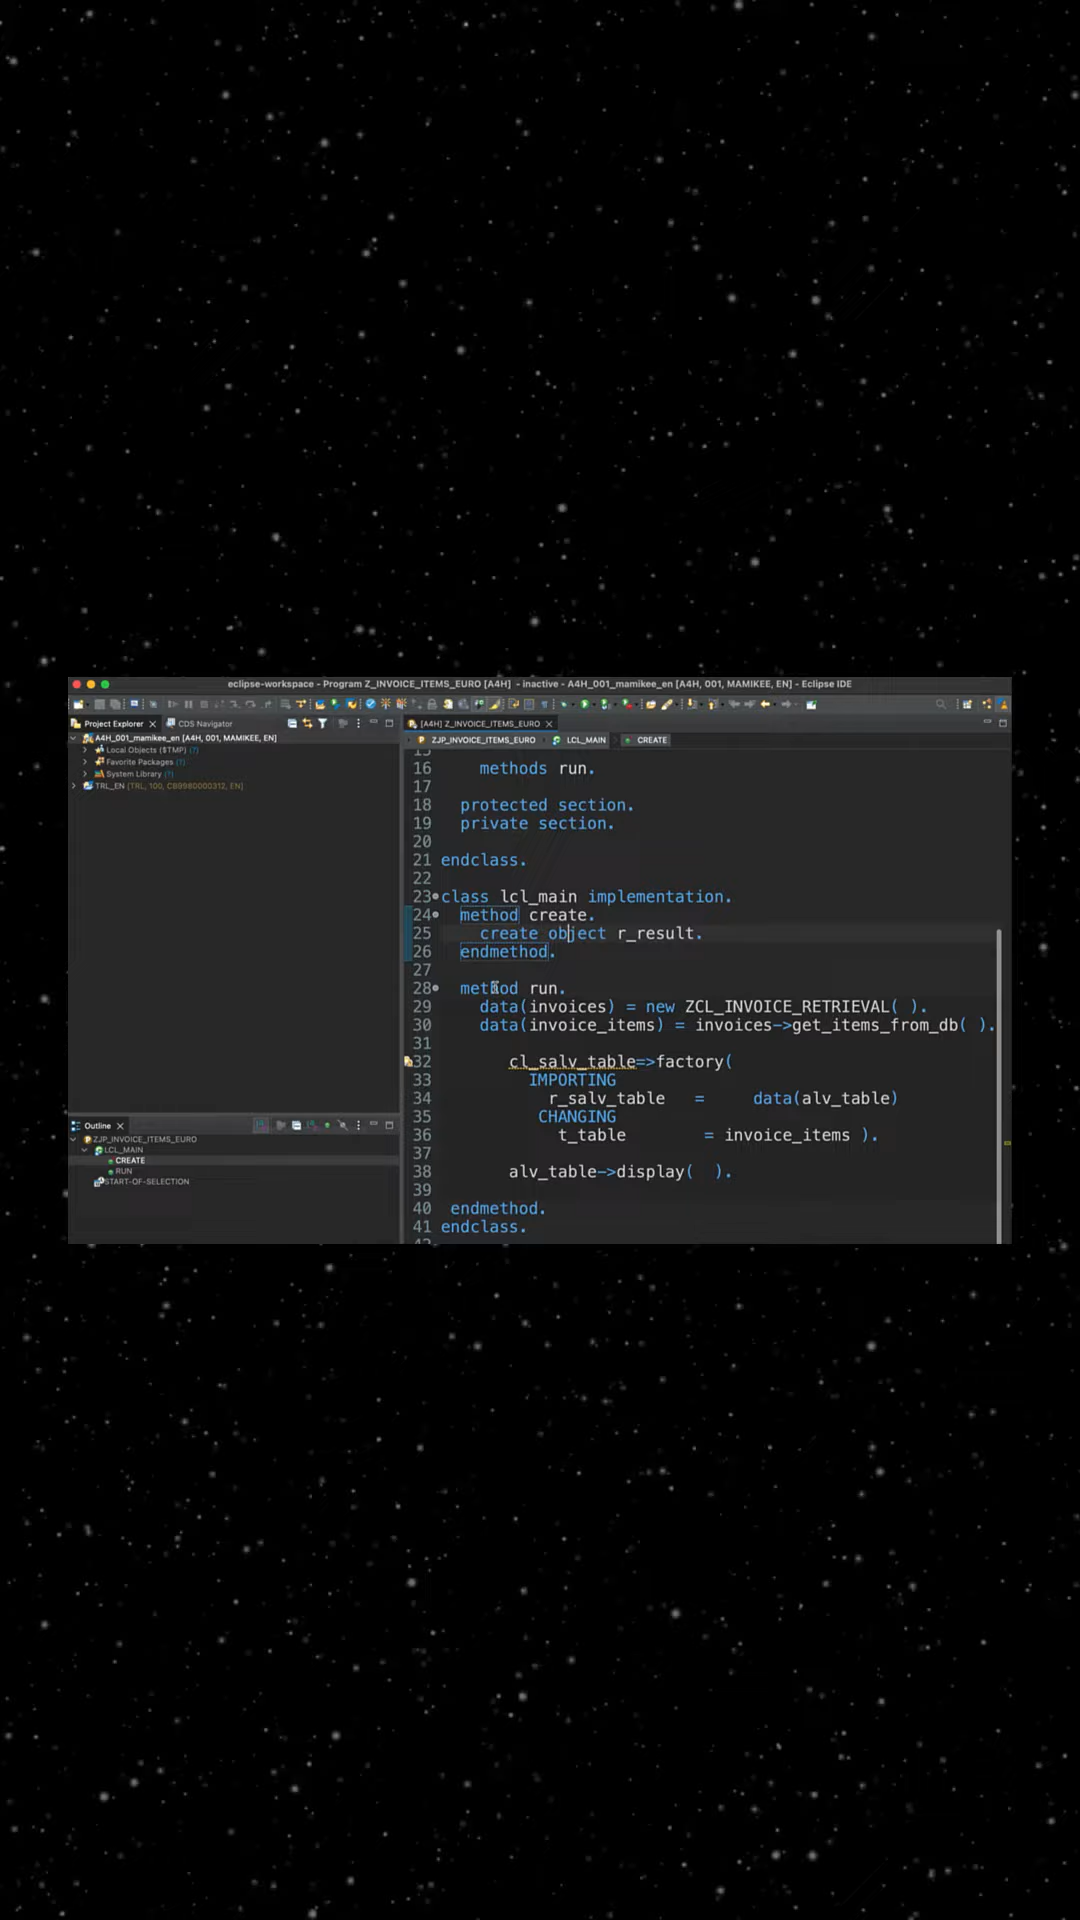 eclipse-workspace - Program Z_INVOICE_ITEMS_EURO [A4H] - inactive - A4H_001_mamikee_en [A4H, 001, MAMIKEE, EN] - Eclipse IDE
Project Explorer
CDS Navigator
A4H_001_mamikee_en [A4H, 001, MAMIKEE, EN]
Local Objects ($TMP) (?)
Favorite Packages (?)
System Library (?)
TRL_EN [TRL, 100, CB9980000312, EN]
Outline
ZJP_INVOICE_ITEMS_EURO
LCL_MAIN
CREATE
RUN
START-OF-SELECTION
[A4H] Z_INVOICE_ITEMS_EURO
ZJP_INVOICE_ITEMS_EURO LCL_MAIN CREATE
15
16 methods run.
17
18 protected section.
19 private section.
20
21 endclass.
22
23 class lcl_main implementation.
24 method create.
25 create object r_result.
26 endmethod.
27
28 method run.
29 data(invoices) = new ZCL_INVOICE_RETRIEVAL( ).
30 data(invoice_items) = invoices->get_items_from_db( ).
31
32 cl_salv_table=>factory(
33 IMPORTING
34 r_salv_table = data(alv_table)
35 CHANGING
36 t_table = invoice_items ).
37
38 alv_table->display( ).
39
40 endmethod.
41 endclass.